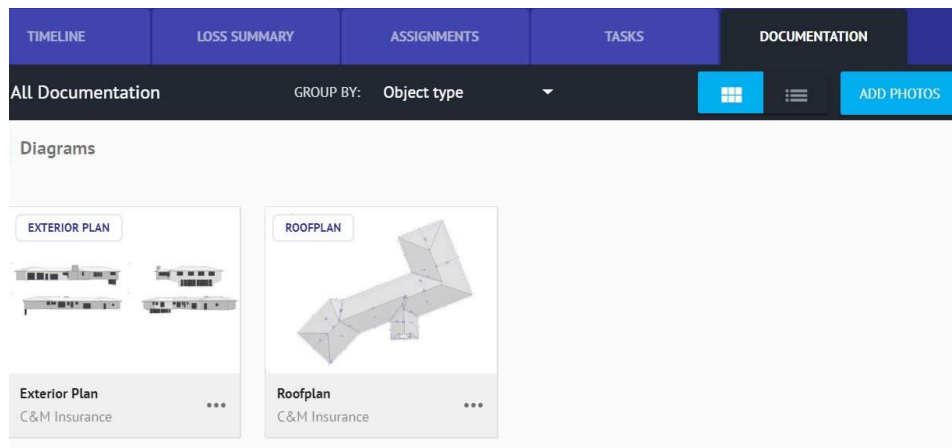 TIMELINE
LOSS SUMMARY
ASSIGNMENTS
TASKS
DOCUMENTATION
All Documentation
GROUP BY: Object type
ADD PHOTOS
Diagrams
EXTERIOR PLAN
Exterior Plan
C&M Insurance
ROOFPLAN
Roofplan
C&M Insurance